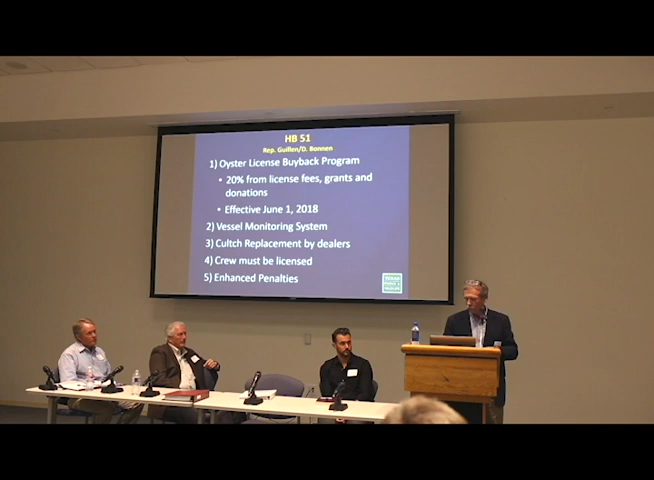 HB 51
Rep. Guillen/D. Bonnen
1) Oyster License Buyback Program
• 20% from license fees, grants and
donations
• Effective June 1, 2018
2) Vessel Monitoring System
3) Cultch Replacement by dealers
4) Crew must be licensed
5) Enhanced Penalties